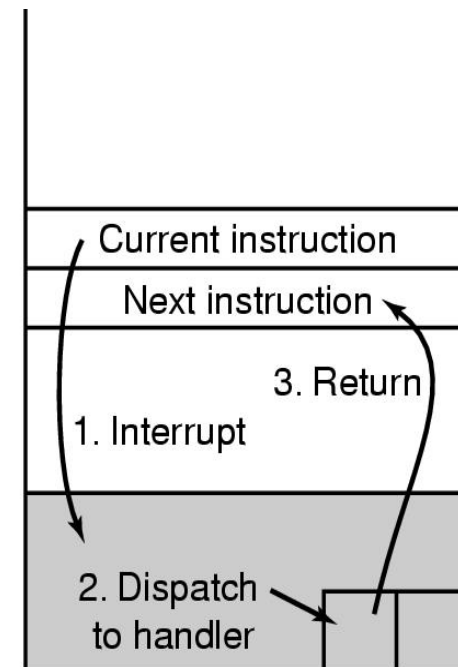 Current instruction
Next instruction
3. Return
1. Interrupt
2. Dispatch
to handler